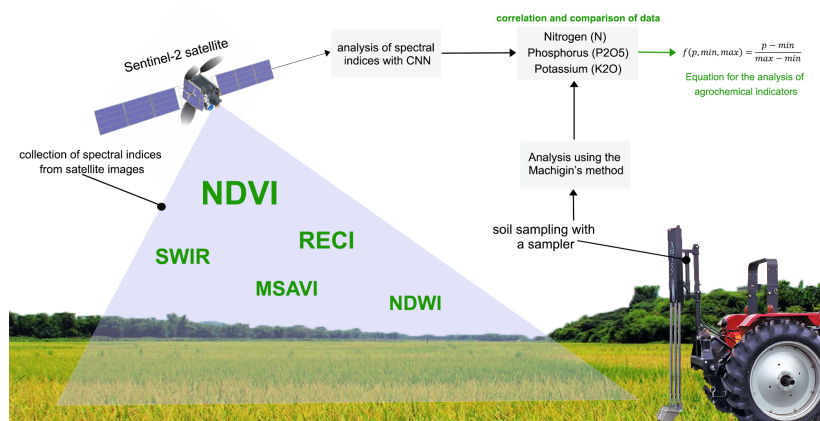 correlation and comparison of data
Sentinel-2 satellite
analysis of spectral
indices with CNN
Nitrogen (N)
Phosphorus (P2O5)
Potassium (K2O)
f(p, min, max) = p − min / max − min
Equation for the analysis of
agrochemical indicators
collection of spectral indices
from satellite images
Analysis using the
Machigin's method
NDVI
RECI
SWIR
MSAVI
NDWI
soil sampling with
a sampler